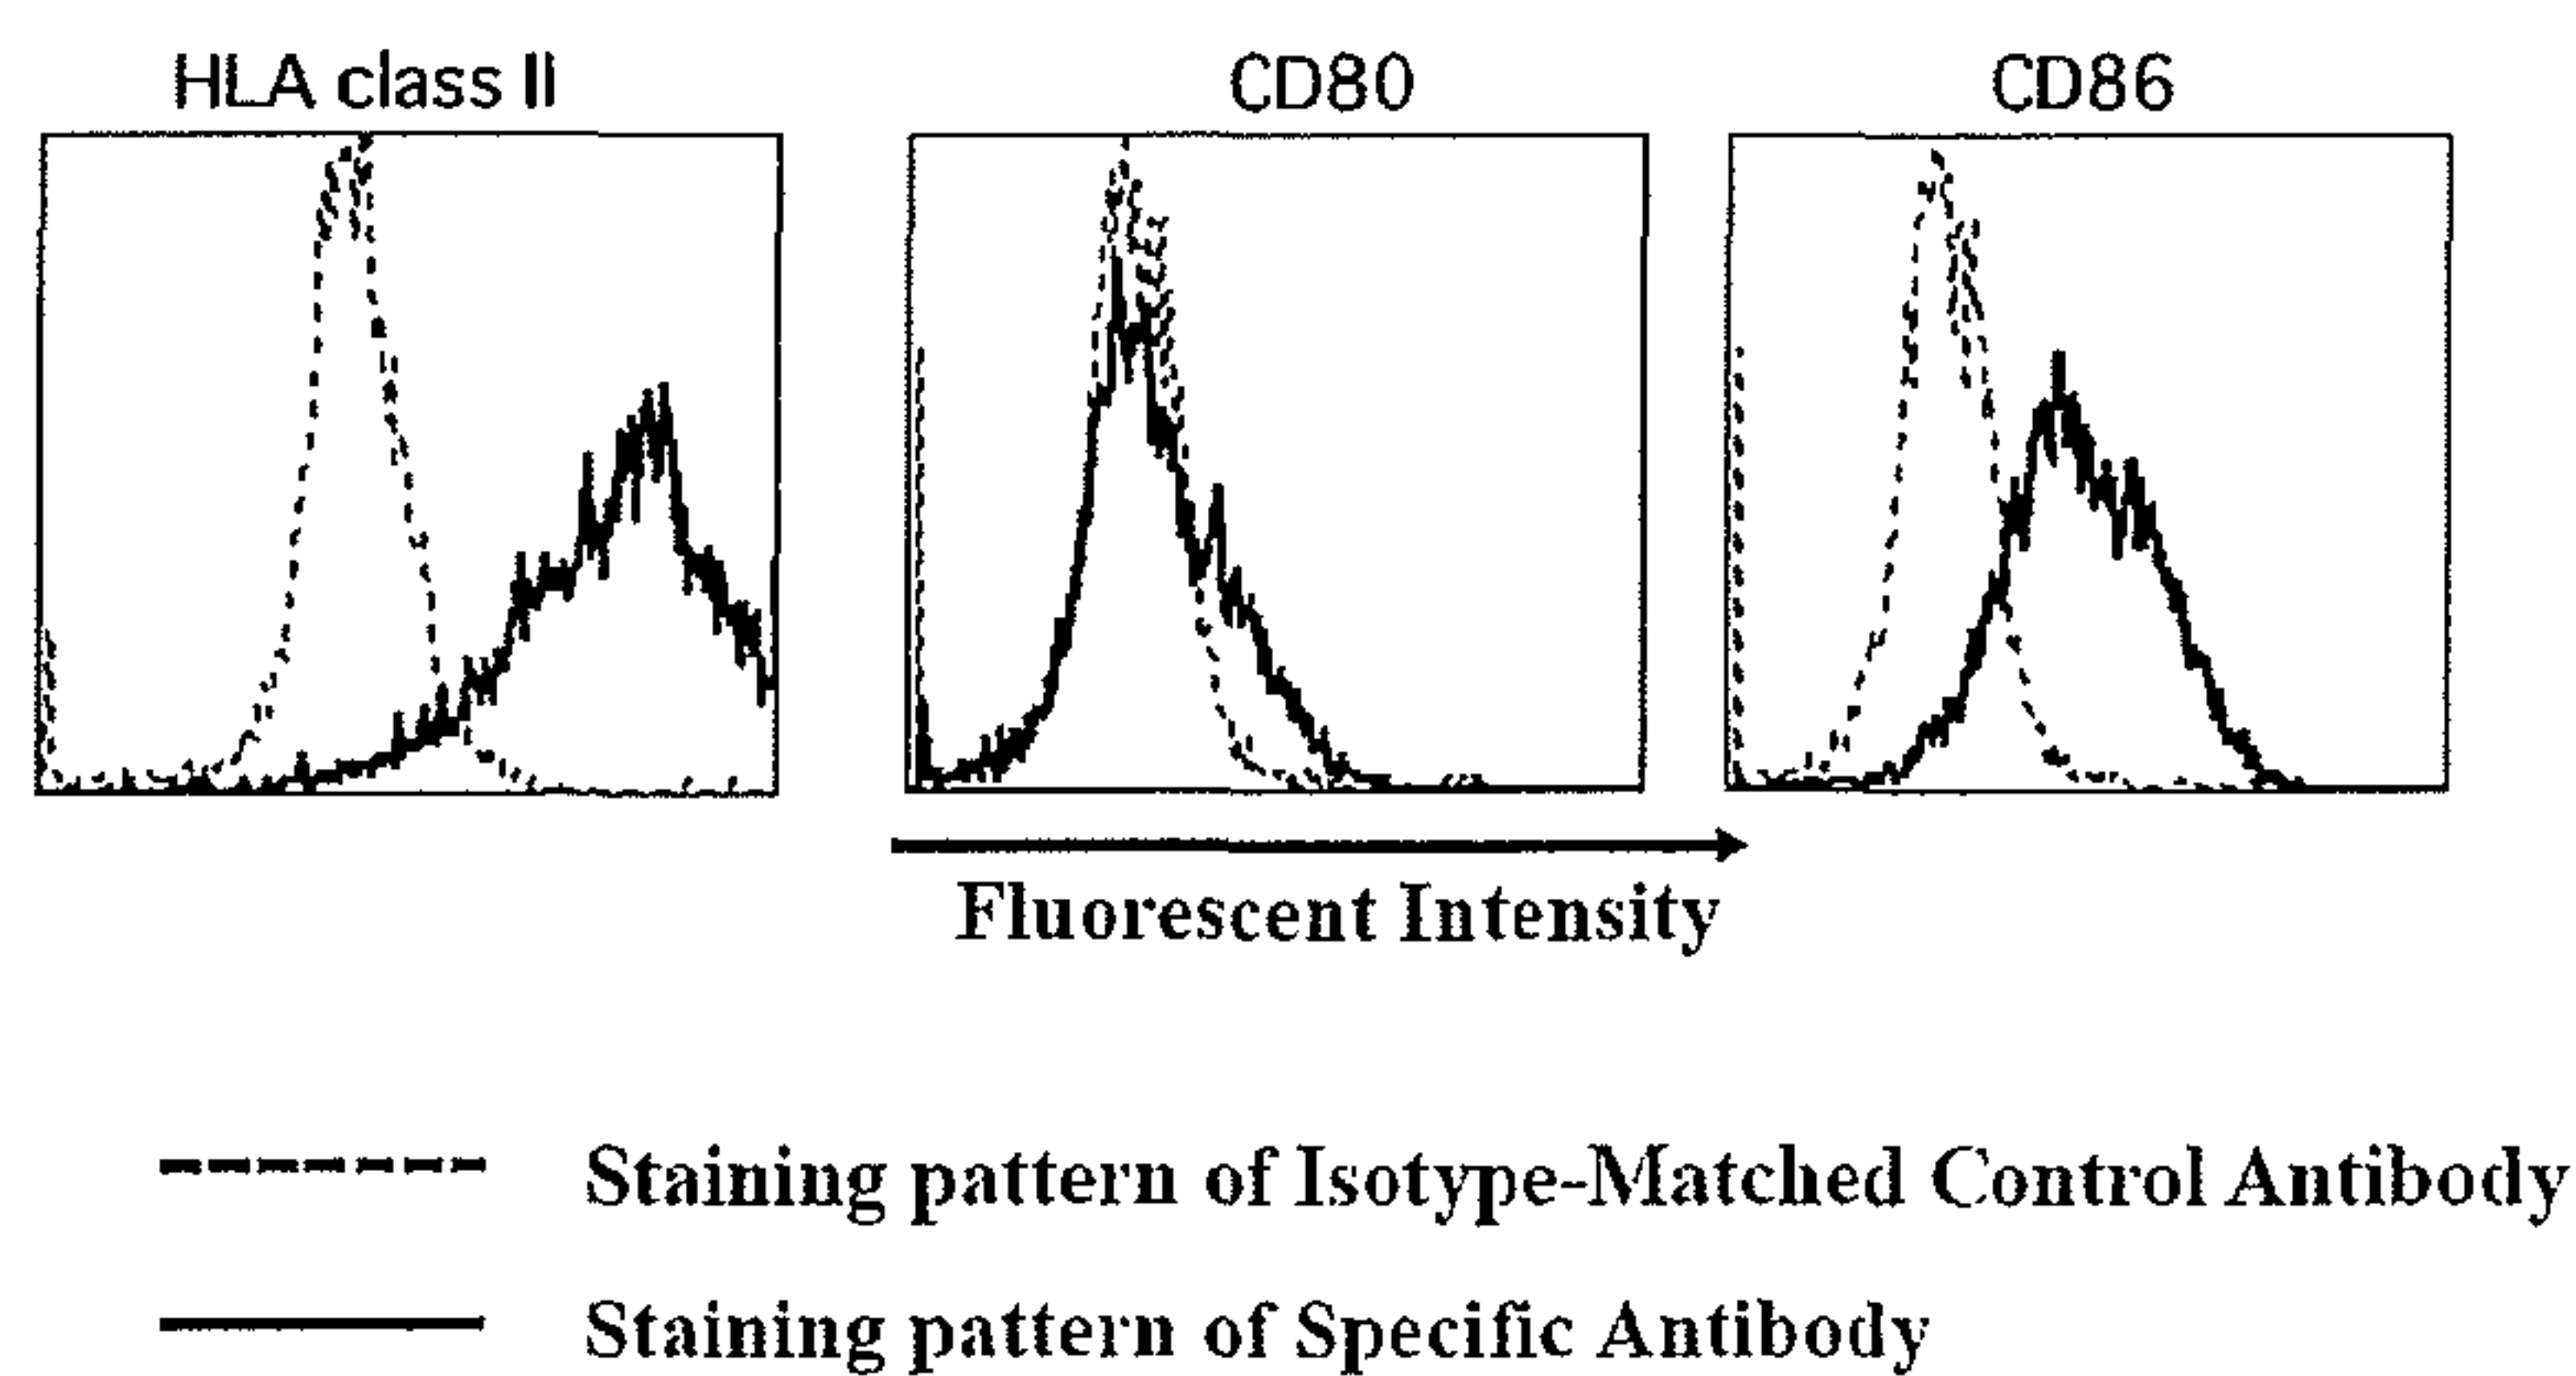 HLA class II
CD80
CD86
Fluorescent Intensity
Staining pattern of Isotype-Matched Control Antibody
Staining pattern of Specific Antibody